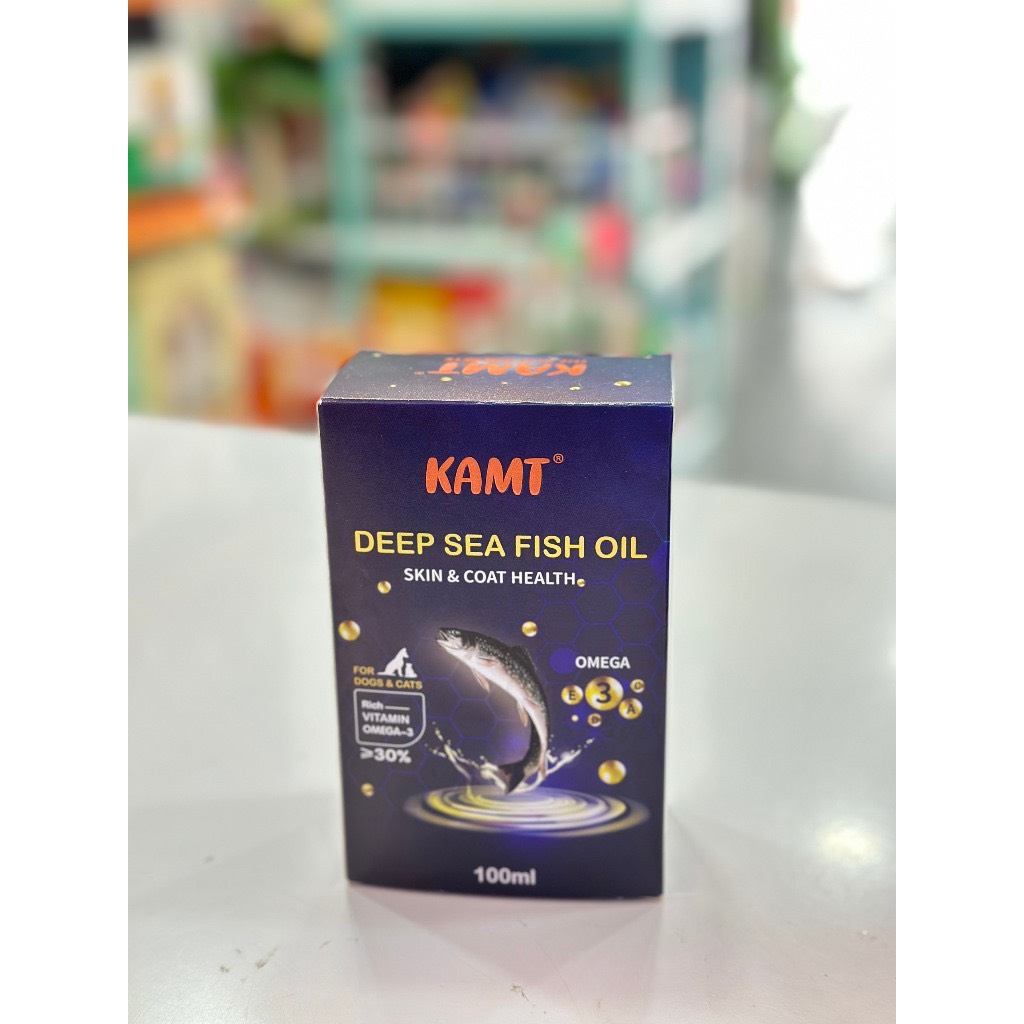 KAMT®
KAMT®
DEEP SEA FISH OIL
SKIN & COAT HEALTH
FOR
DOGS & CATS
Rich
VITAMIN
OMEGA-3
≥30%
OMEGA
E 3 A
100ml